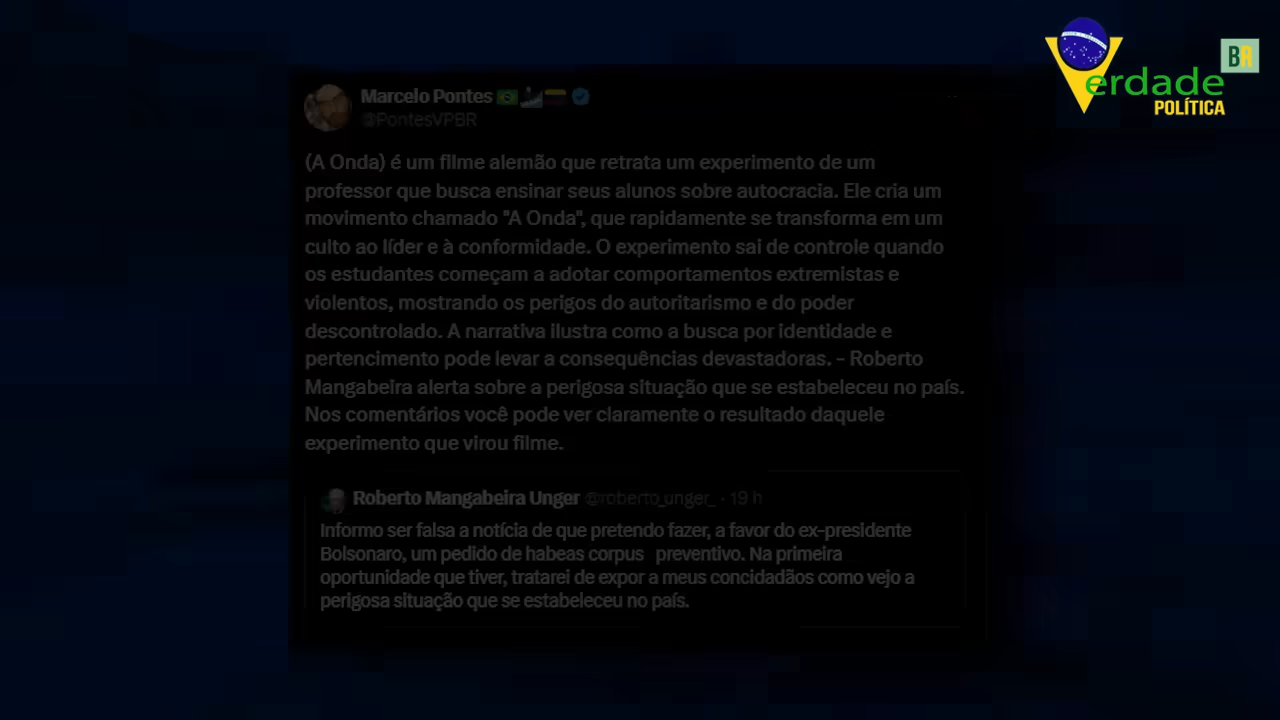 BR
erdade
POLÍTICA
Marcelo Pontes
@PontesVPBR
(A Onda) é um filme alemão que retrata um experimento de um
professor que busca ensinar seus alunos sobre autocracia. Ele cria um
movimento chamado "A Onda", que rapidamente se transforma em um
culto ao líder e à conformidade. O experimento sai de controle quando
os estudantes começam a adotar comportamentos extremistas e
violentos, mostrando os perigos do autoritarismo e do poder
descontrolado. A narrativa ilustra como a busca por identidade e
pertencimento pode levar a consequências devastadoras. - Roberto
Mangabeira alerta sobre a perigosa situação que se estabeleceu no país.
Nos comentários você pode ver claramente o resultado daquele
experimento que virou filme.
Roberto Mangabeira Unger @roberto_unger_ · 19 h
Informo ser falsa a notícia de que pretendo fazer, a favor do ex-presidente
Bolsonaro, um pedido de habeas corpus preventivo. Na primeira
oportunidade que tiver, tratarei de expor a meus concidadãos como vejo a
perigosa situação que se estabeleceu no país.